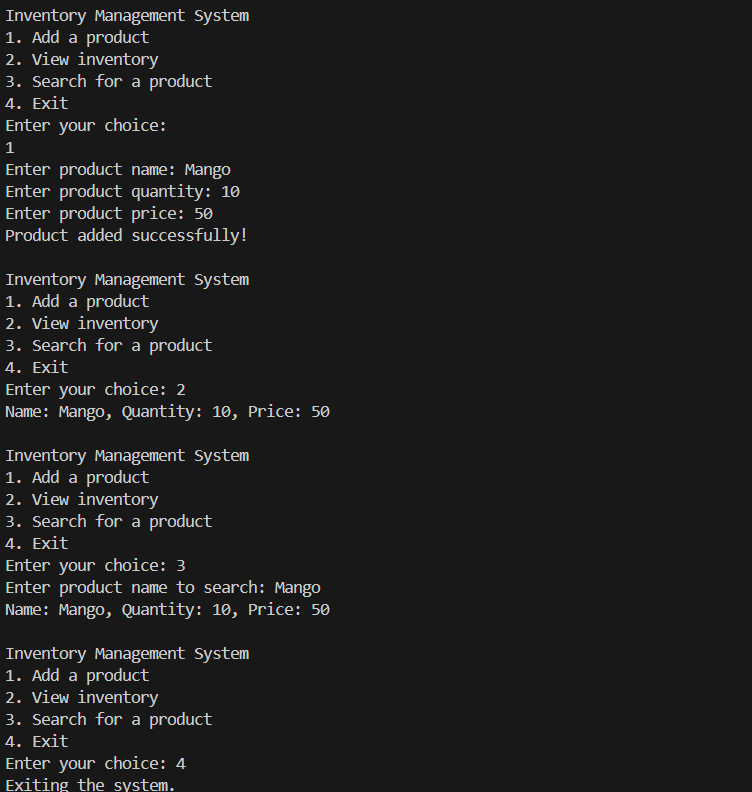 Inventory Management System
1. Add a product
2. View inventory
3. Search for a product
4. Exit
Enter your choice:
1
Enter product name: Mango
Enter product quantity: 10
Enter product price: 50
Product added successfully!

Inventory Management System
1. Add a product
2. View inventory
3. Search for a product
4. Exit
Enter your choice: 2
Name: Mango, Quantity: 10, Price: 50

Inventory Management System
1. Add a product
2. View inventory
3. Search for a product
4. Exit
Enter your choice: 3
Enter product name to search: Mango
Name: Mango, Quantity: 10, Price: 50

Inventory Management System
1. Add a product
2. View inventory
3. Search for a product
4. Exit
Enter your choice: 4
Exiting the system.